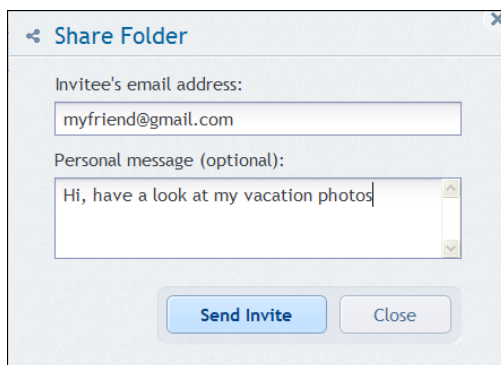 Share Folder
Invitee's email address:
myfriend@gmail.com
Personal message (optional):
Hi, have a look at my vacation photos
Send Invite
Close